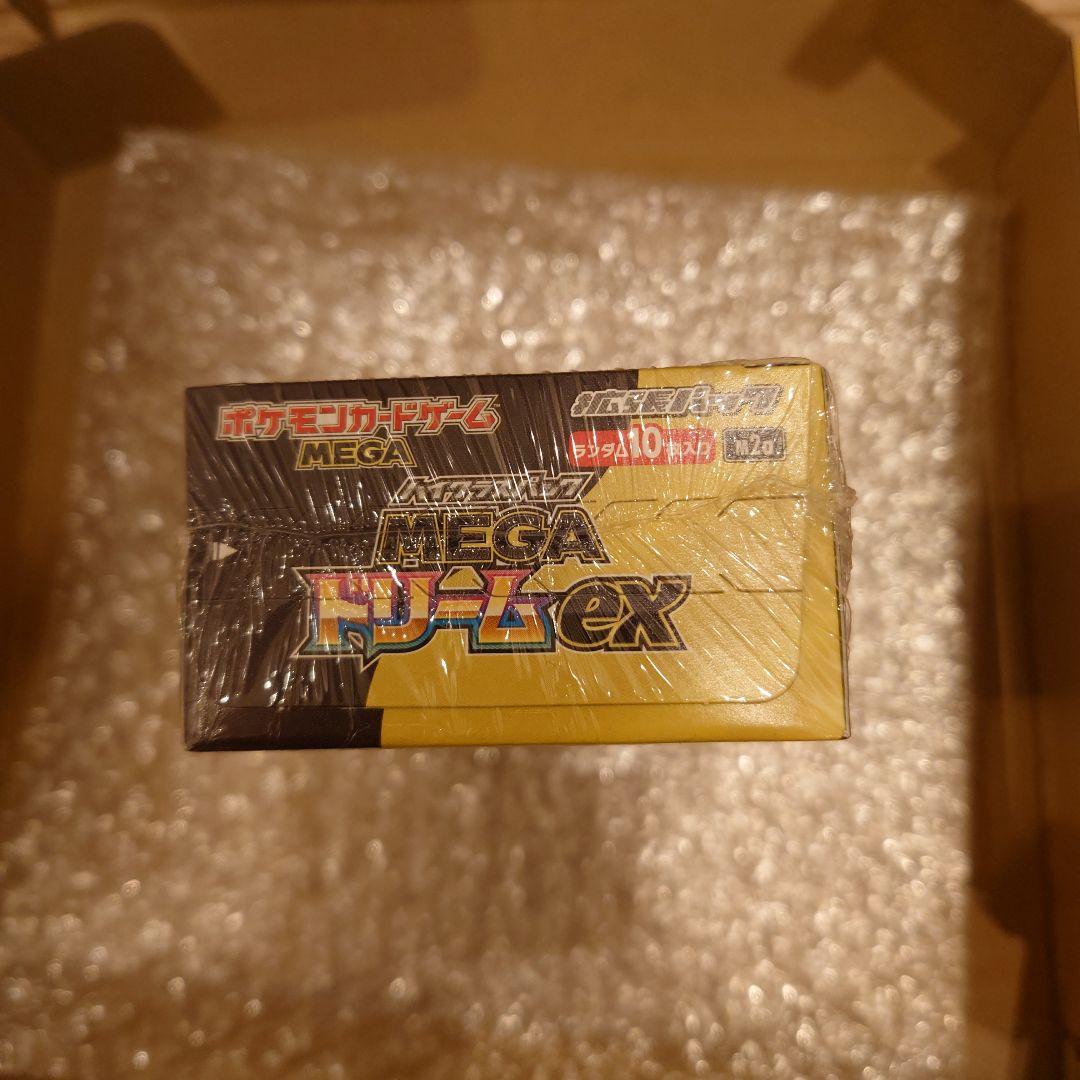 ポケモンカードゲーム
MEGA
拡張パック
ランダム10枚入り
m2a
ハイクラスパック
MEGA
ドリームex